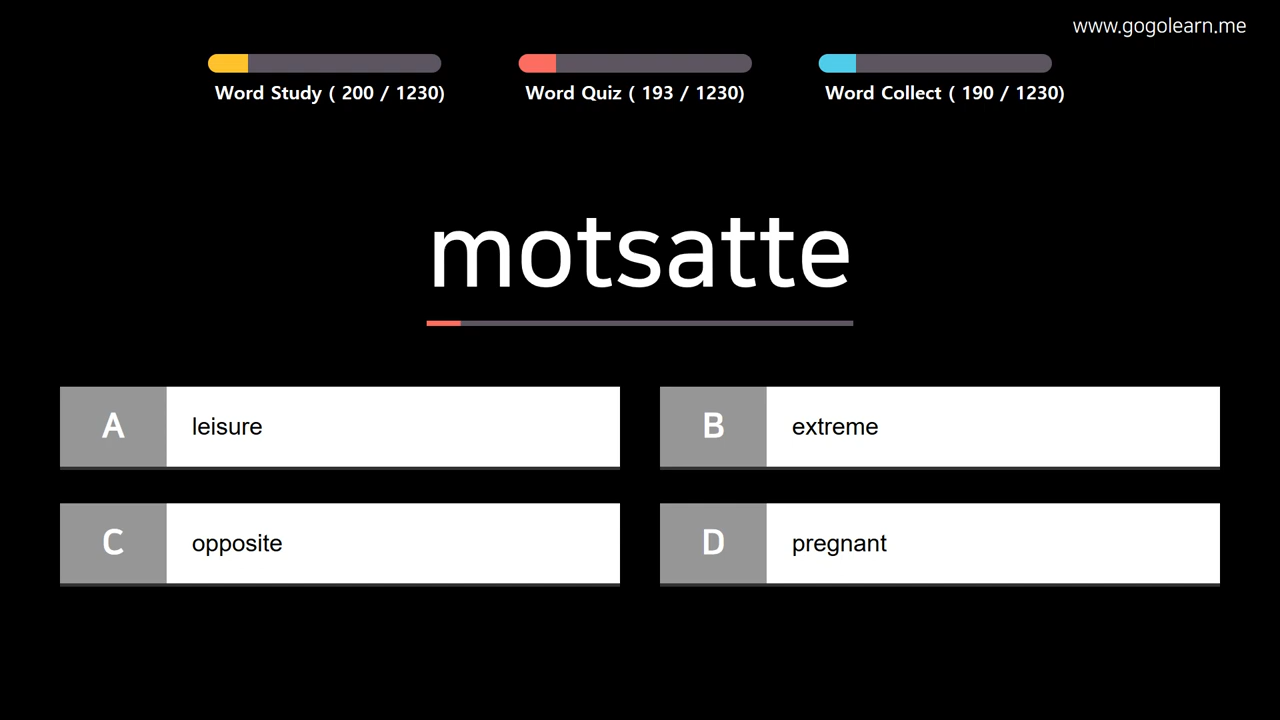 www.gogolearn.me
Word Study ( 200 / 1230)
Word Quiz ( 193 / 1230)
Word Collect ( 190 / 1230)
motsatte
A leisure
B extreme
C opposite
D pregnant